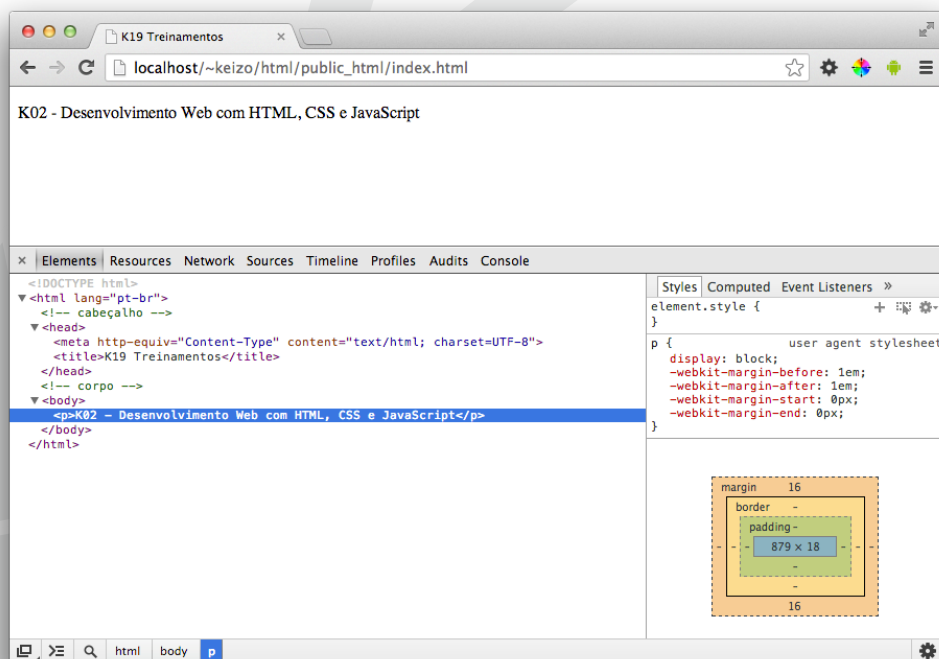 K19 Treinamentos
localhost/~keizo/html/public_html/index.html
K02 - Desenvolvimento Web com HTML, CSS e JavaScript
× Elements Resources Network Sources Timeline Profiles Audits Console
<!DOCTYPE html>
▼<html lang="pt-br">
<!-- cabeçalho -->
▼<head>
<meta http-equiv="Content-Type" content="text/html; charset=UTF-8">
<title>K19 Treinamentos</title>
</head>
<!-- corpo -->
▼<body>
<p>K02 – Desenvolvimento Web com HTML, CSS e JavaScript</p>
</body>
</html>
Styles Computed Event Listeners »
element.style {
}
p { user agent stylesheet
display: block;
-webkit-margin-before: 1em;
-webkit-margin-after: 1em;
-webkit-margin-start: 0px;
-webkit-margin-end: 0px;
}
margin 16
border -
padding -
- - - 879 × 18 - - -
-
-
16
html body p